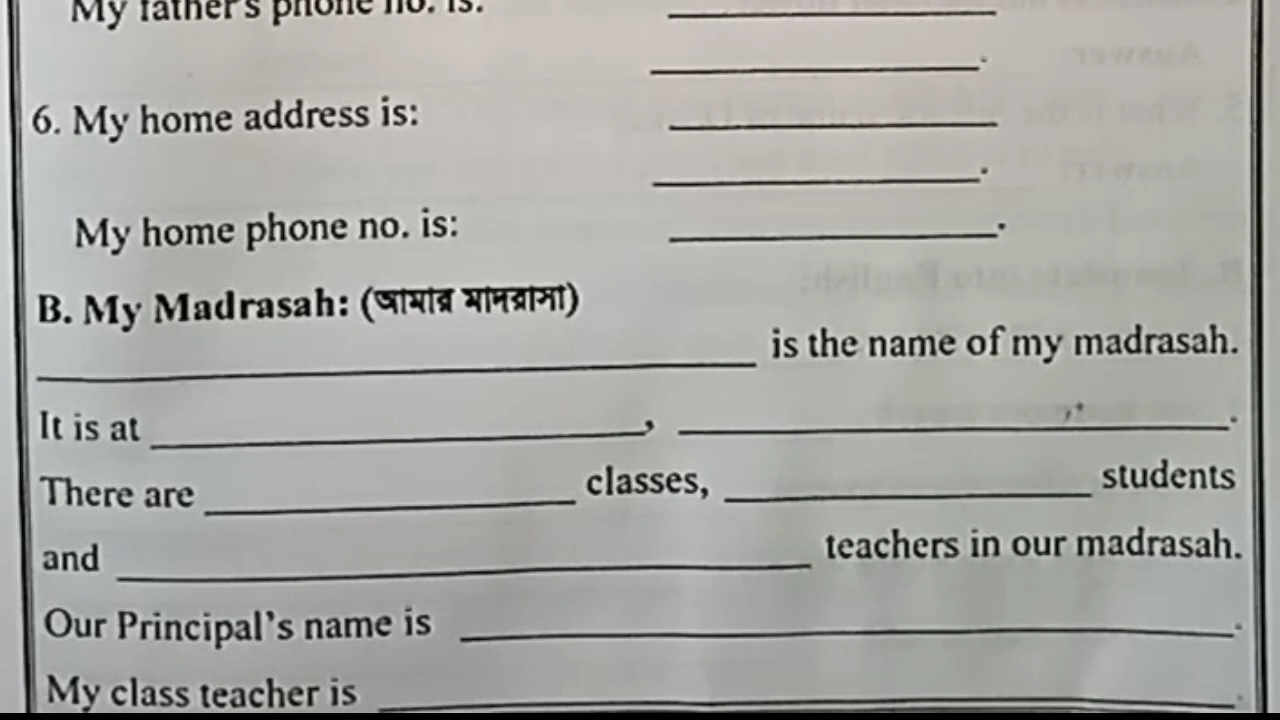 My father's phone no. is: ____________
____________.
6. My home address is: ____________
____________.
My home phone no. is: ____________.
B. My Madrasah: (আমার মাদরাসা)
____________ is the name of my madrasah.
It is at ____________, ____________.
There are ____________ classes, ____________ students
and ____________ teachers in our madrasah.
Our Principal's name is ____________.
My class teacher is ____________.